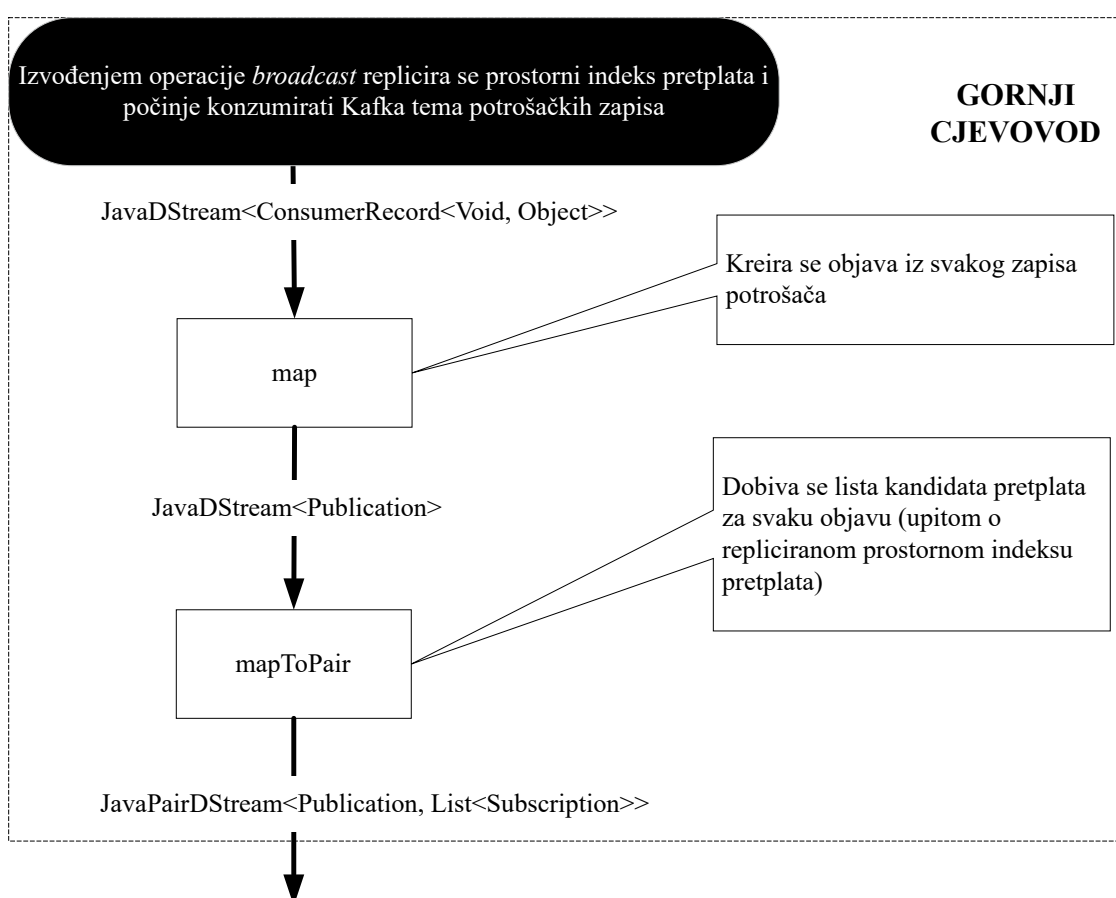 Izvođenjem operacije broadcast replicira se prostorni indeks pretplata i
počinje konzumirati Kafka tema potrošačkih zapisa
GORNJI
CJEVOVOD
JavaDStream<ConsumerRecord<Void, Object>>
Kreira se objava iz svakog zapisa
potrošača
map
JavaDStream<Publication>
Dobiva se lista kandidata pretplata
za svaku objavu (upitom o
repliciranom prostornom indeksu
pretplata)
mapToPair
JavaPairDStream<Publication, List<Subscription>>